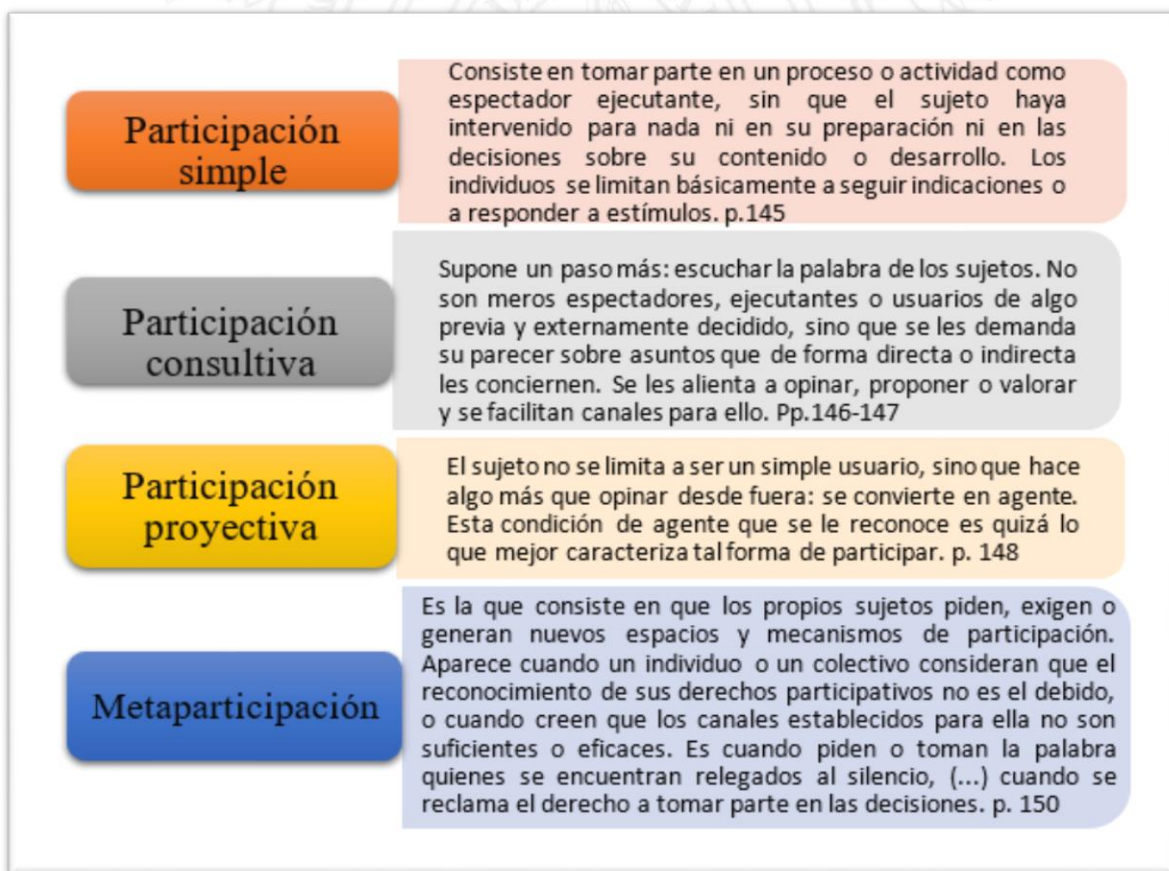 Participación
simple
Consiste en tomar parte en un proceso o actividad como
espectador ejecutante, sin que el sujeto haya
intervenido para nada ni en su preparación ni en las
decisiones sobre su contenido o desarrollo. Los
individuos se limitan básicamente a seguir indicaciones o
a responder a estímulos. p.145
Participación
consultiva
Supone un paso más: escuchar la palabra de los sujetos. No
son meros espectadores, ejecutantes o usuarios de algo
previa y externamente decidido, sino que se les demanda
su parecer sobre asuntos que de forma directa o indirecta
les conciernen. Se les alienta a opinar, proponer o valorar
y se facilitan canales para ello. Pp.146-147
Participación
proyectiva
El sujeto no se limita a ser un simple usuario, sino que hace
algo más que opinar desde fuera: se convierte en agente.
Esta condición de agente que se le reconoce es quizá lo
que mejor caracteriza tal forma de participar. p. 148
Metaparticipación
Es la que consiste en que los propios sujetos piden, exigen o
generan nuevos espacios y mecanismos de participación.
Aparece cuando un individuo o un colectivo consideran que el
reconocimiento de sus derechos participativos no es el debido,
o cuando creen que los canales establecidos para ella no son
suficientes o eficaces. Es cuando piden o toman la palabra
quienes se encuentran relegados al silencio, (...) cuando se
reclama el derecho a tomar parte en las decisiones. p. 150